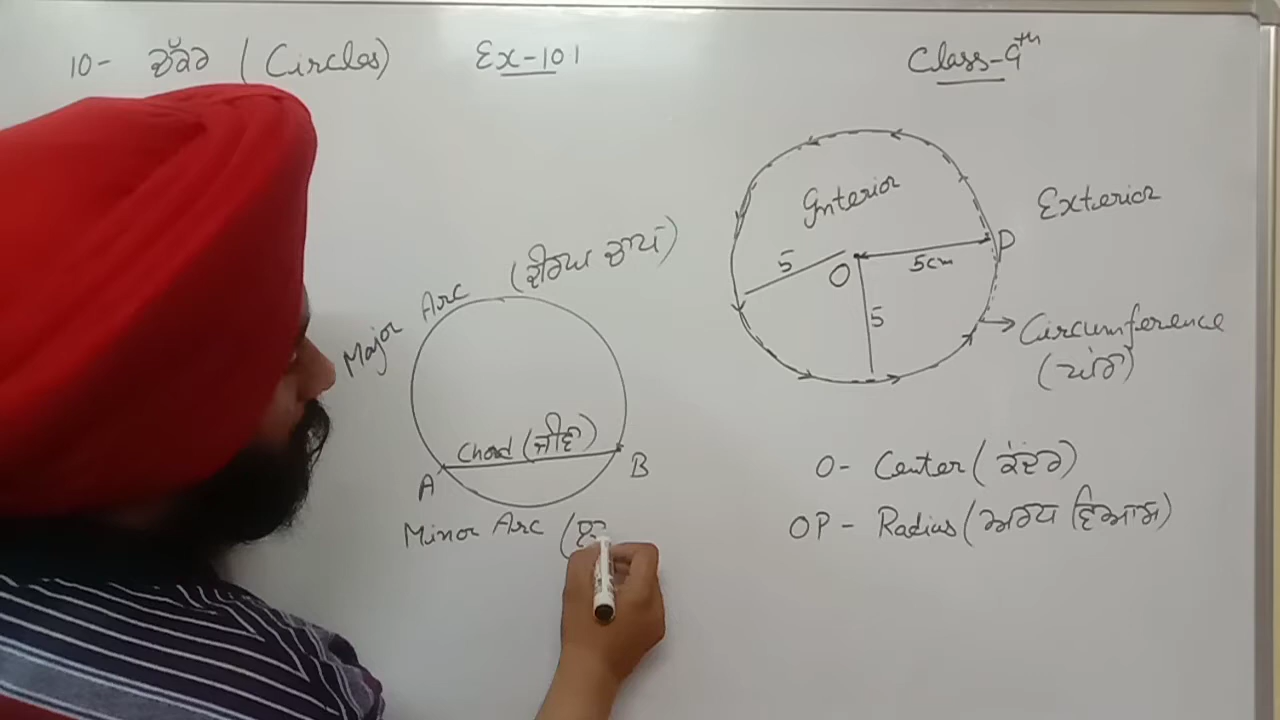 10- ਚੱਕਰ (Circles) Ex-10.1 Class-9th
Interior
Exterior
5
O
5cm
P
5
Circumference
(ਘੇਰਾ)
Major Arc (ਦੀਰਘ ਚਾਪ)
Chord (ਜੀਵਾ)
A
B
Minor Arc (ਲ
O- Center (ਕੇਂਦਰ)
OP- Radius (ਅਰਧ ਵਿਆਸ)